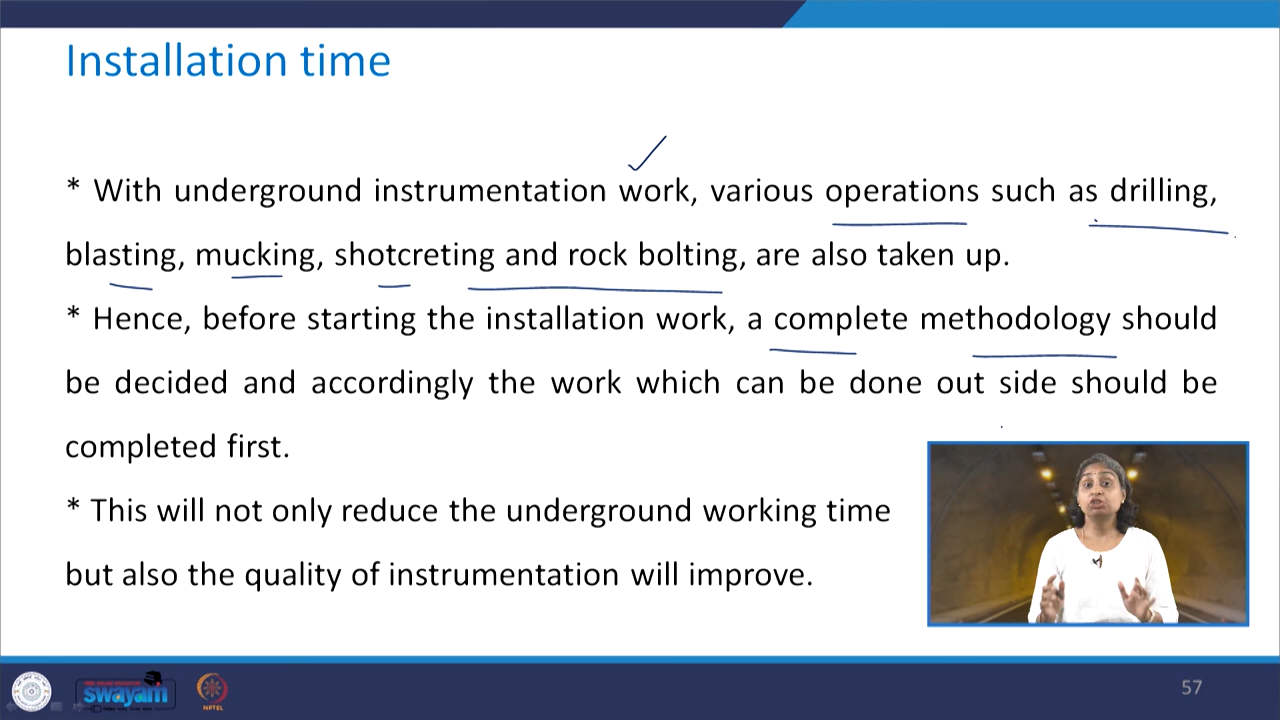 Installation time
* With underground instrumentation work, various operations such as drilling,
blasting, mucking, shotcreting and rock bolting, are also taken up.
* Hence, before starting the installation work, a complete methodology should
be decided and accordingly the work which can be done out side should be
completed first.
* This will not only reduce the underground working time
but also the quality of instrumentation will improve.
swayam
NPTEL
57